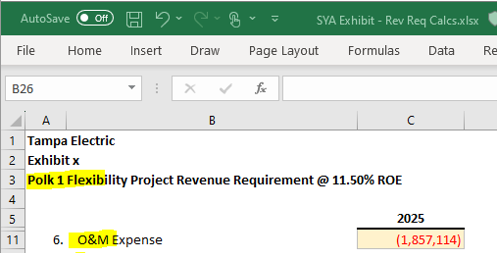 AutoSave Off SYA Exhibit - Rev Req Calcs.xlsx
File Home Insert Draw Page Layout Formulas Data Re
B26 fx
A B C
1 Tampa Electric
2 Exhibit x
3 Polk 1 Flexibility Project Revenue Requirement @ 11.50% ROE
4
5 2025
11 6. O&M Expense (1,857,114)